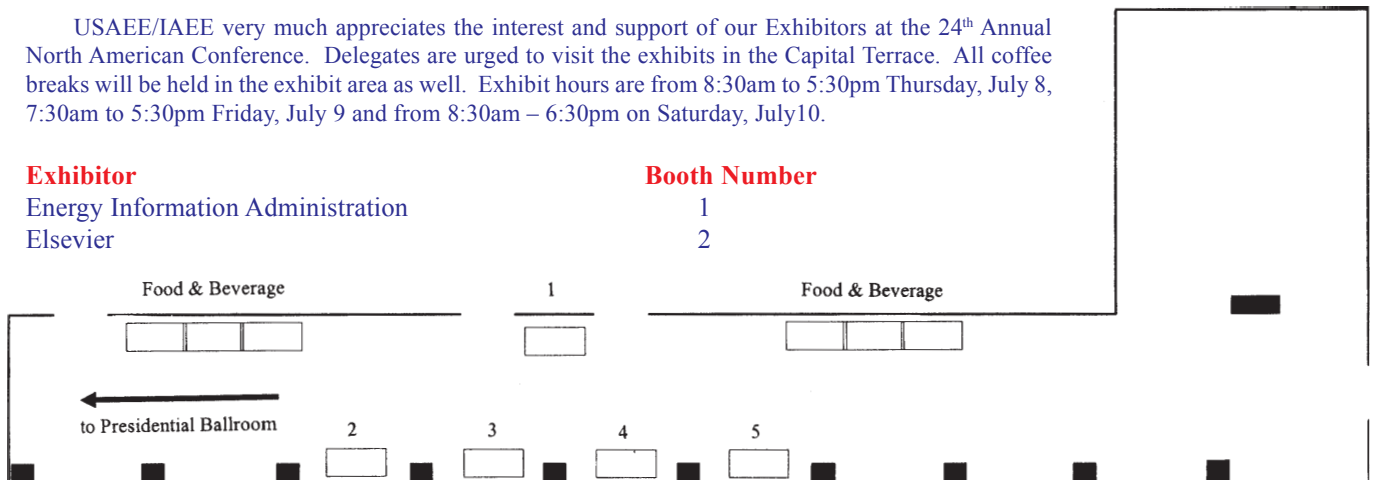 USAEE/IAEE very much appreciates the interest and support of our Exhibitors at the 24th Annual
North American Conference. Delegates are urged to visit the exhibits in the Capital Terrace. All coffee
breaks will be held in the exhibit area as well. Exhibit hours are from 8:30am to 5:30pm Thursday, July 8,
7:30am to 5:30pm Friday, July 9 and from 8:30am – 6:30pm on Saturday, July10.
Exhibitor Booth Number
Energy Information Administration 1
Elsevier 2
Food & Beverage 1 Food & Beverage
to Presidential Ballroom
2 3 4 5